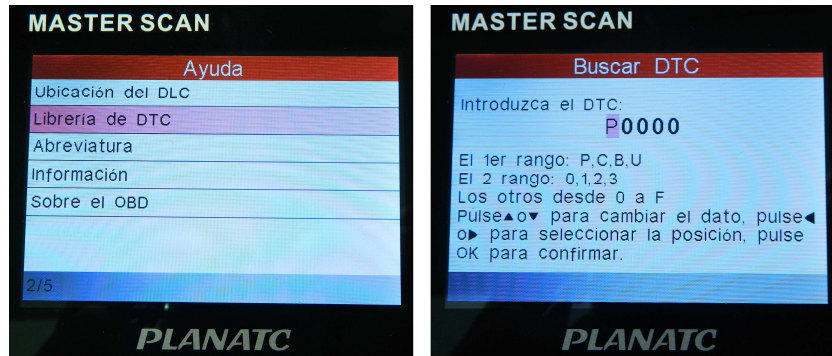 MASTER SCAN
Ayuda
Ubicación del DLC
Librería de DTC
Abreviatura
Información
Sobre el OBD
2/5
PLANATC
MASTER SCAN
Buscar DTC
Introduzca el DTC:
P0000
El 1er rango: P,C,B,U
El 2 rango: 0,1,2,3
Los otros desde 0 a F
Pulse▲o▼ para cambiar el dato, pulse◀
o▶ para seleccionar la posición, pulse
OK para confirmar.
PLANATC